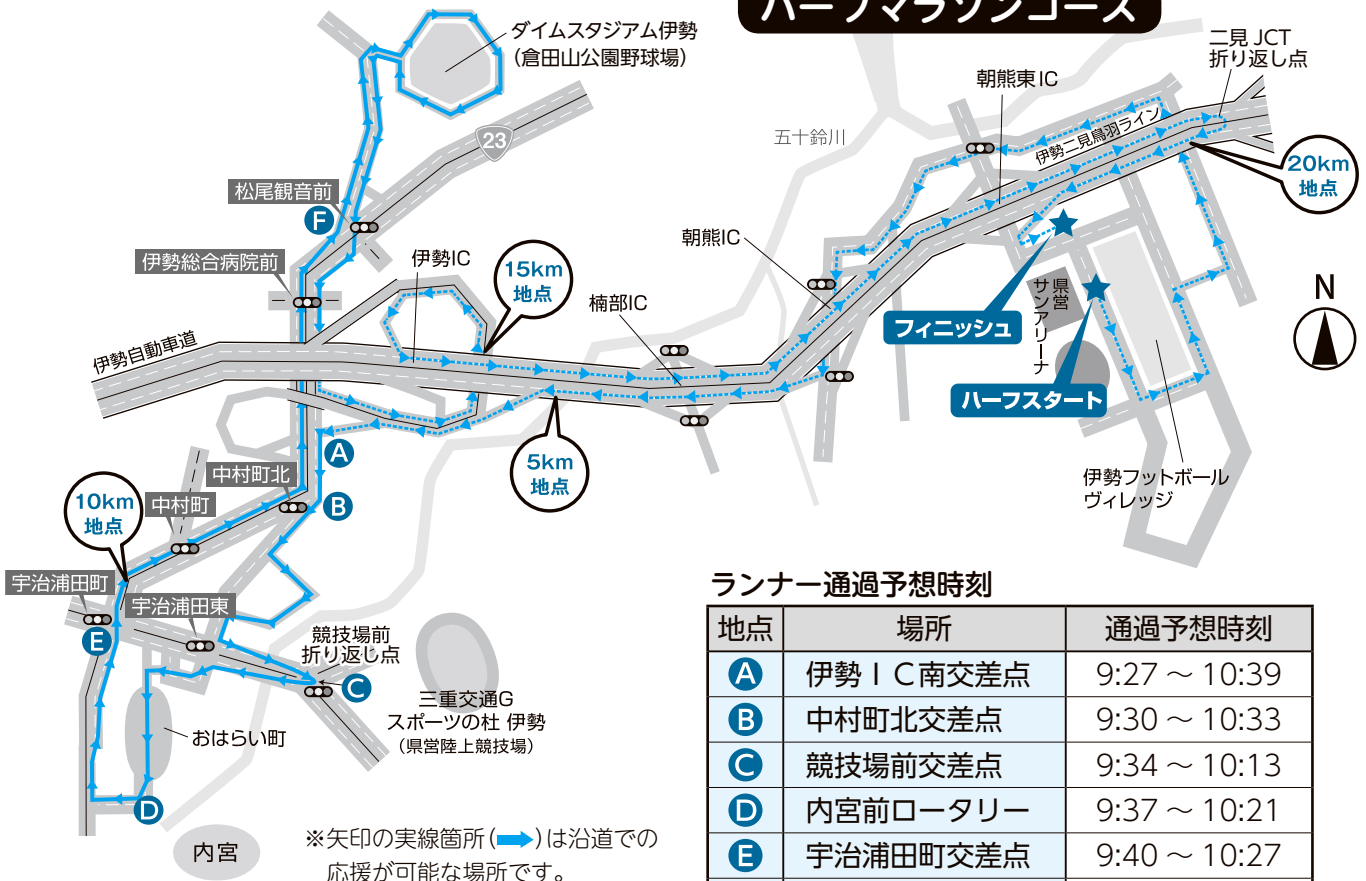 ハーフマラソンコース
ダイムスタジアム伊勢
(倉田山公園野球場)
二見 JCT
折り返し点
朝熊東IC
五十鈴川
伊勢二見鳥羽ライン
23
20km
地点
松尾観音前
F
伊勢総合病院前
伊勢IC
15km
地点
朝熊IC
楠部IC
県営
サンアリーナ
フィニッシュ
N
伊勢自動車道
ハーフスタート
A
5km
地点
中村町北
B
伊勢フットボール
ヴィレッジ
10km
地点
中村町
宇治浦田町
宇治浦田東
E
競技場前
折り返し点
C
三重交通G
スポーツの杜 伊勢
(県営陸上競技場)
おはらい町
D
内宮
※矢印の実線箇所(➡)は沿道での
応援が可能な場所です。
ランナー通過予想時刻
地点 場所 通過予想時刻
A 伊勢IC南交差点 9:27 ～ 10:39
B 中村町北交差点 9:30 ～ 10:33
C 競技場前交差点 9:34 ～ 10:13
D 内宮前ロータリー 9:37 ～ 10:21
E 宇治浦田町交差点 9:40 ～ 10:27